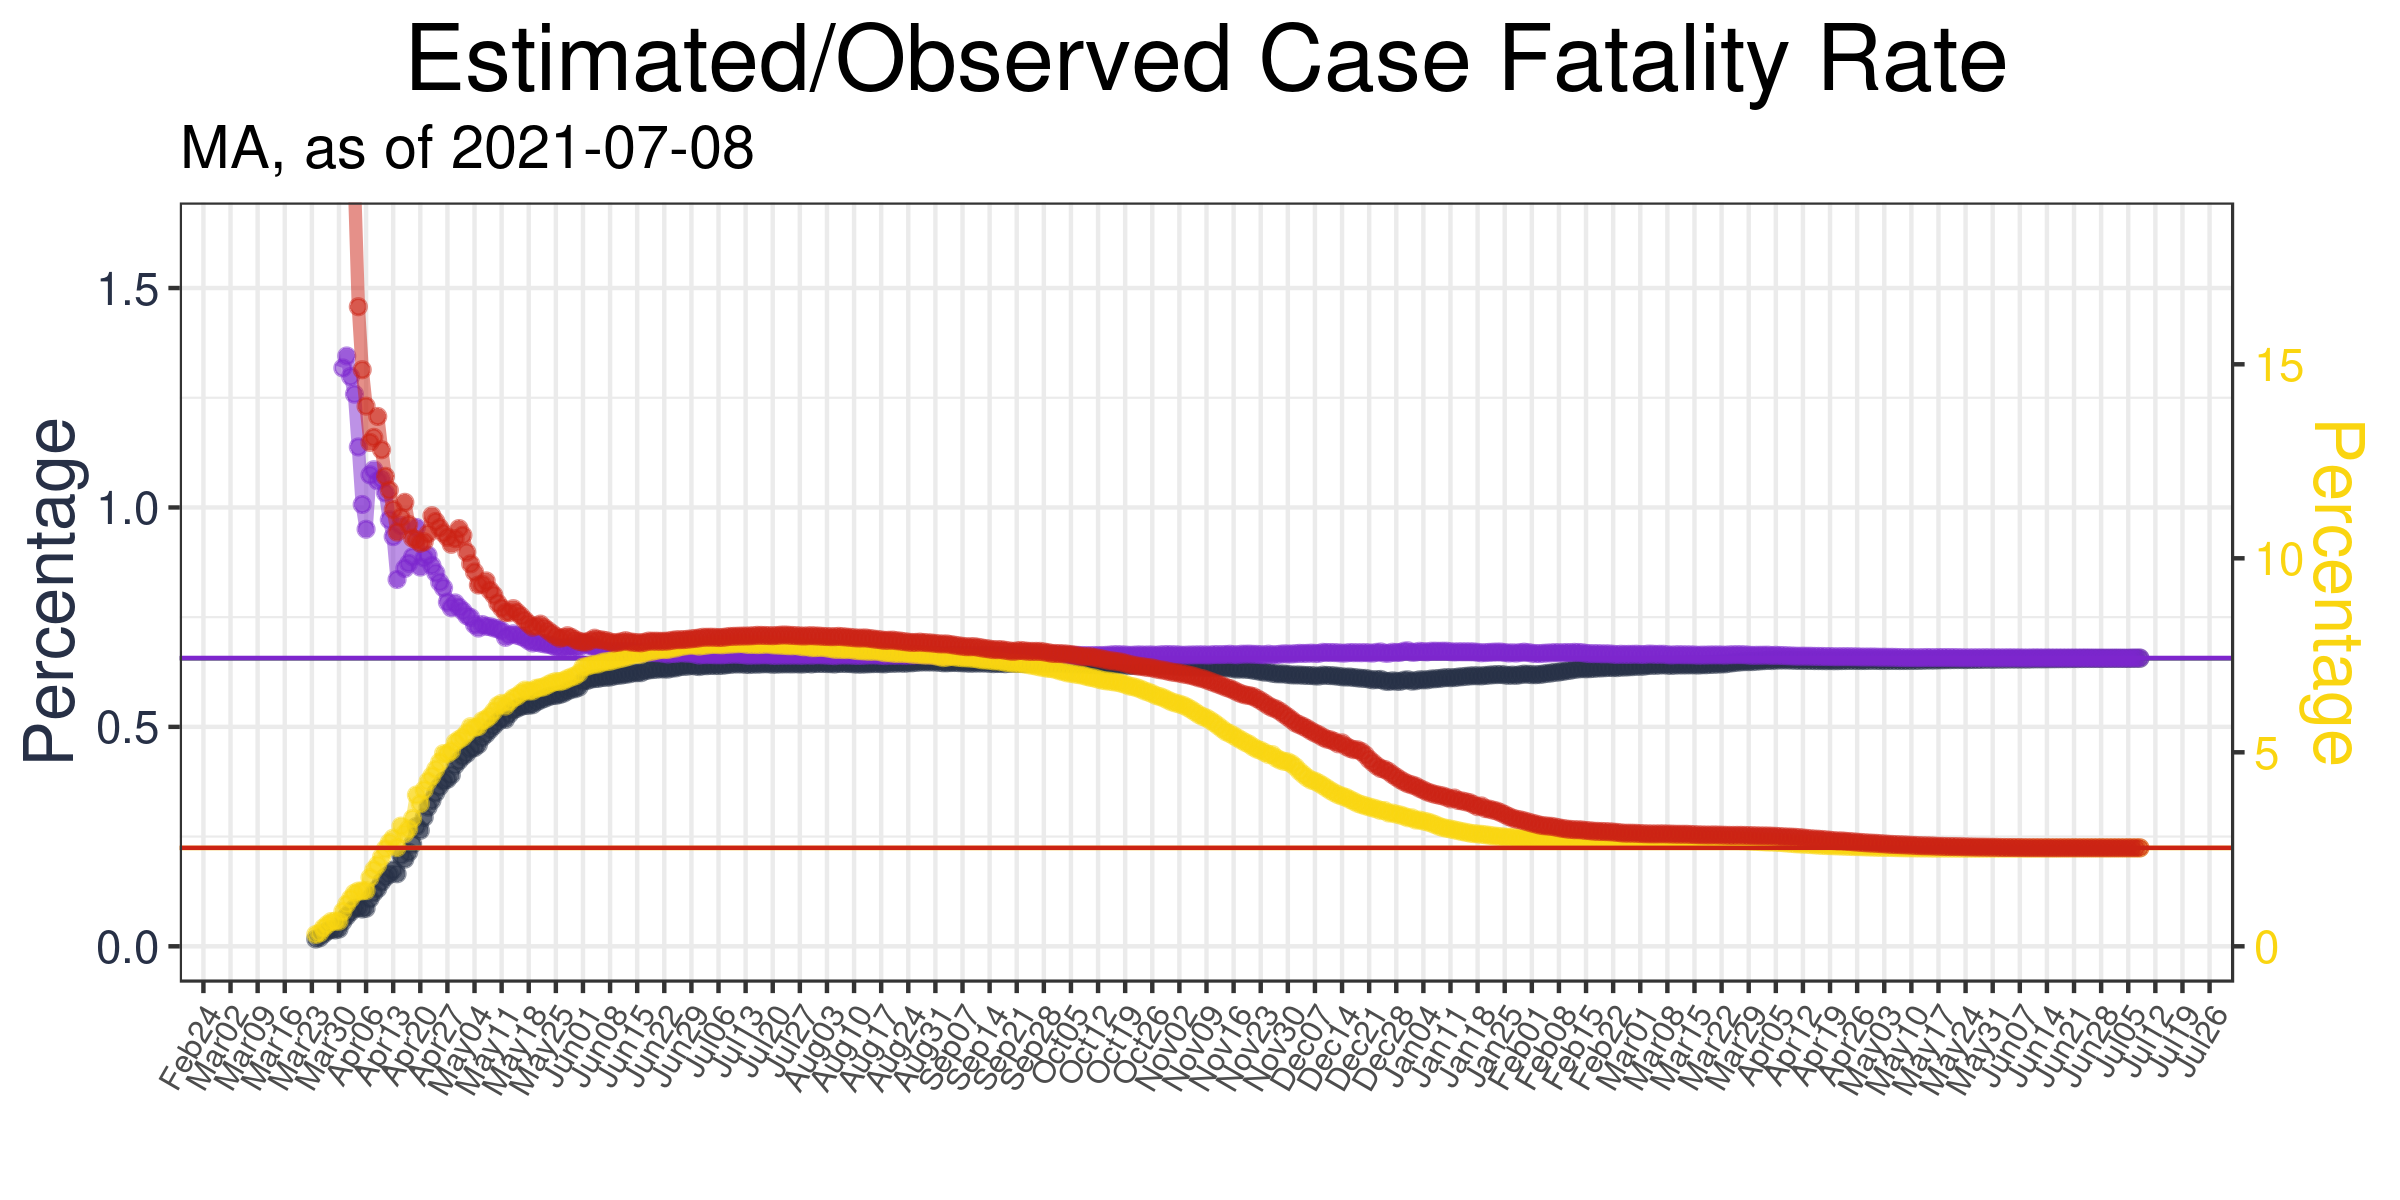 Estimated/Observed Case Fatality Rate
MA, as of 2021-07-08
Percentage
1.5
1.0
0.5
0.0
15
10
5
0
Percentage
Feb24
Mar02
Mar09
Mar16
Mar23
Mar30
Apr06
Apr13
Apr20
Apr27
May04
May11
May18
May25
Jun01
Jun08
Jun15
Jun22
Jun29
Jul06
Jul13
Jul20
Jul27
Aug03
Aug10
Aug17
Aug24
Aug31
Sep07
Sep14
Sep21
Sep28
Oct05
Oct12
Oct19
Oct26
Nov02
Nov09
Nov16
Nov23
Nov30
Dec07
Dec14
Dec21
Dec28
Jan04
Jan11
Jan18
Jan25
Feb01
Feb08
Feb15
Feb22
Mar01
Mar08
Mar15
Mar22
Mar29
Apr05
Apr12
Apr19
Apr26
May03
May10
May17
May24
May31
Jun07
Jun14
Jun21
Jun28
Jul05
Jul12
Jul19
Jul26